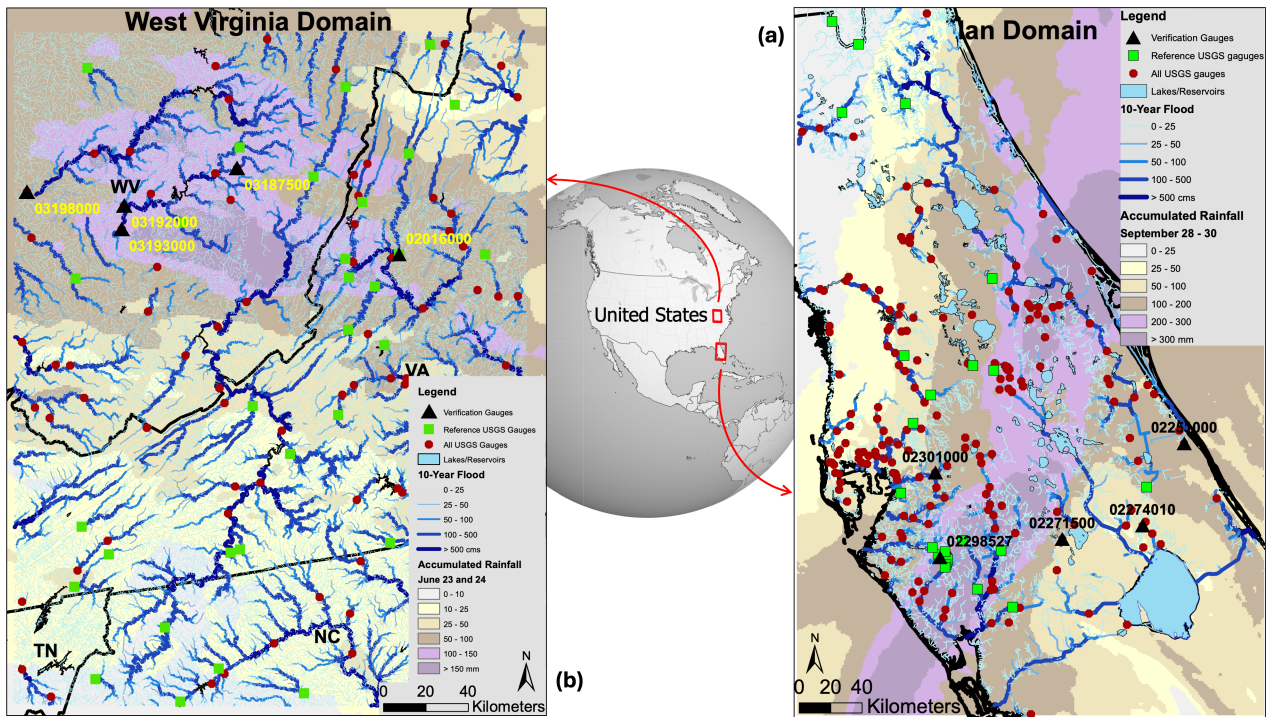 West Virginia Domain
WV
03187500
03198000
03192000
03193000
02016000
VA
NC
TN
Legend
Verification Gauges
Reference USGS Gauges
All USGS Gauges
Lakes/Reservoirs
10-Year Flood
0 - 25
25 - 50
50 - 100
100 - 500
> 500 cms
Accumulated Rainfall
June 23 and 24
0 - 10
10 - 25
25 - 50
50 - 100
100 - 150
> 150 mm
N
0 20 40
Kilometers
(b)
United States
(a)
Ian Domain
Legend
Verification Gauges
Reference USGS gaguges
All USGS gauges
Lakes/Reservoirs
10-Year Flood
0 - 25
25 - 50
50 - 100
100 - 500
> 500 cms
Accumulated Rainfall
September 28 - 30
0-25
25 - 50
50 - 100
100 - 200
200 - 300
> 300 mm
02251000
02301000
02274010
02271500
02298527
N
0 20 40
Kilometers